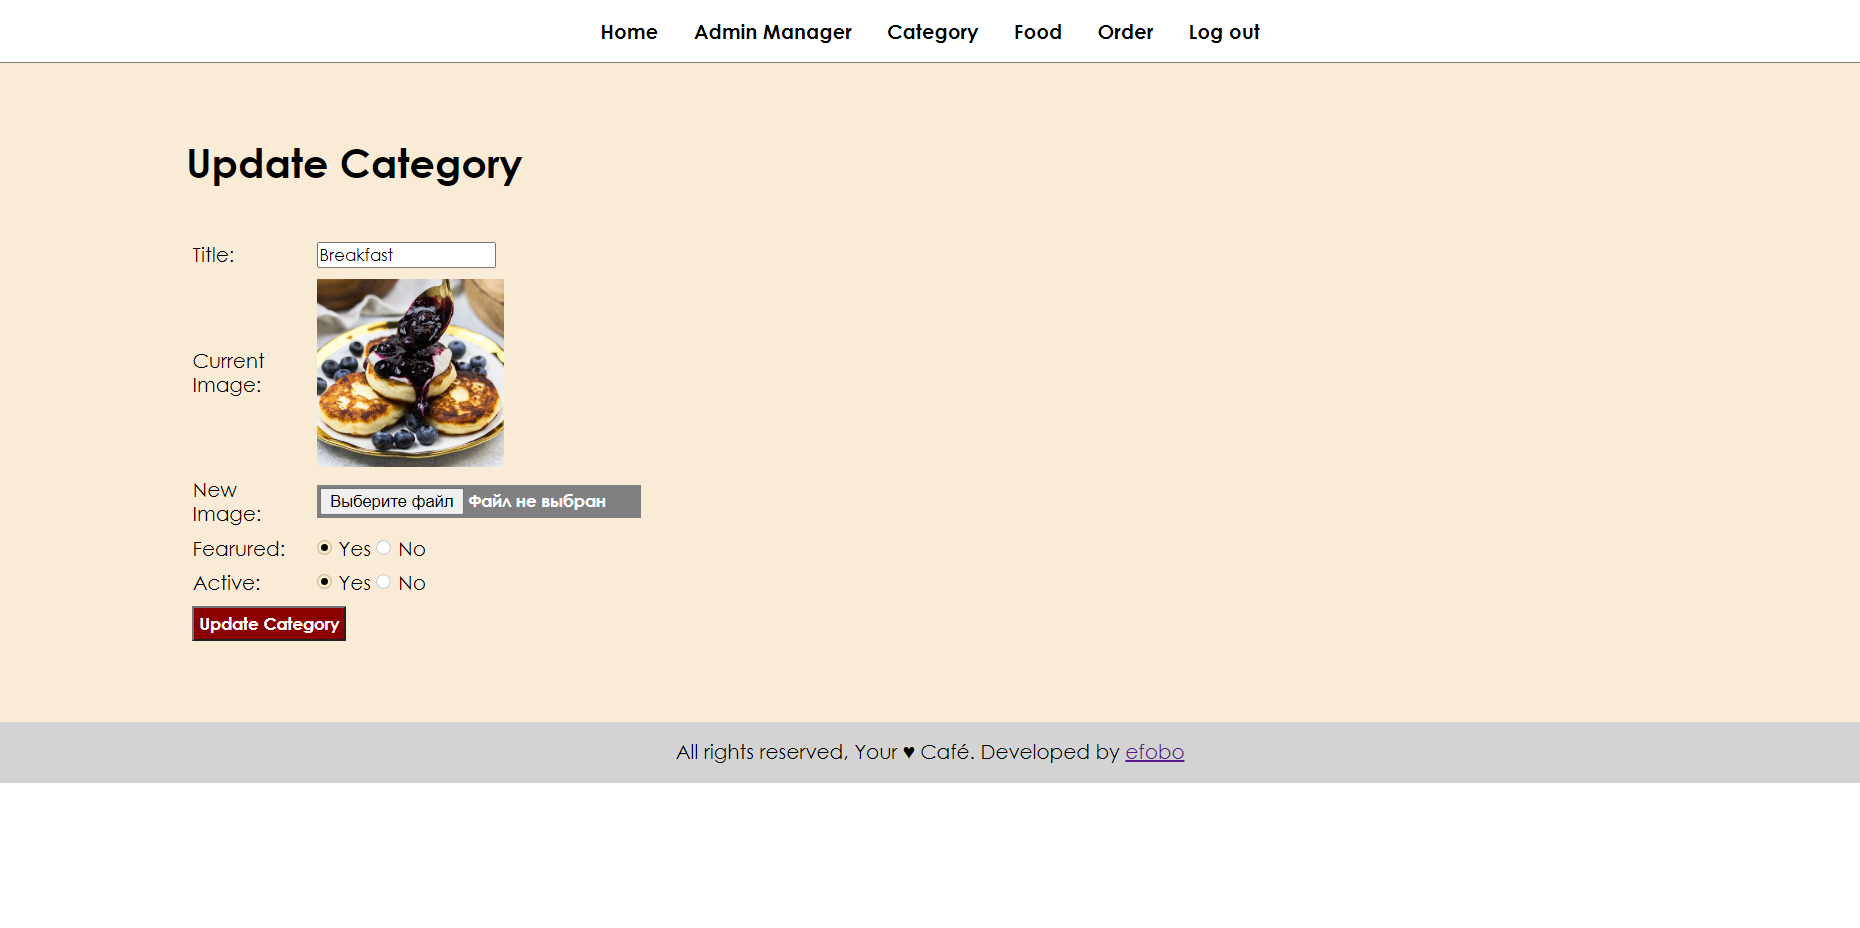 Home Admin Manager Category Food Order Log out
Update Category
Title: Breakfast
Current
Image:
New
Image:
Выберите файл Файл не выбран
Fearured: Yes No
Active: Yes No
Update Category
All rights reserved, Your ♥ Café. Developed by efobo